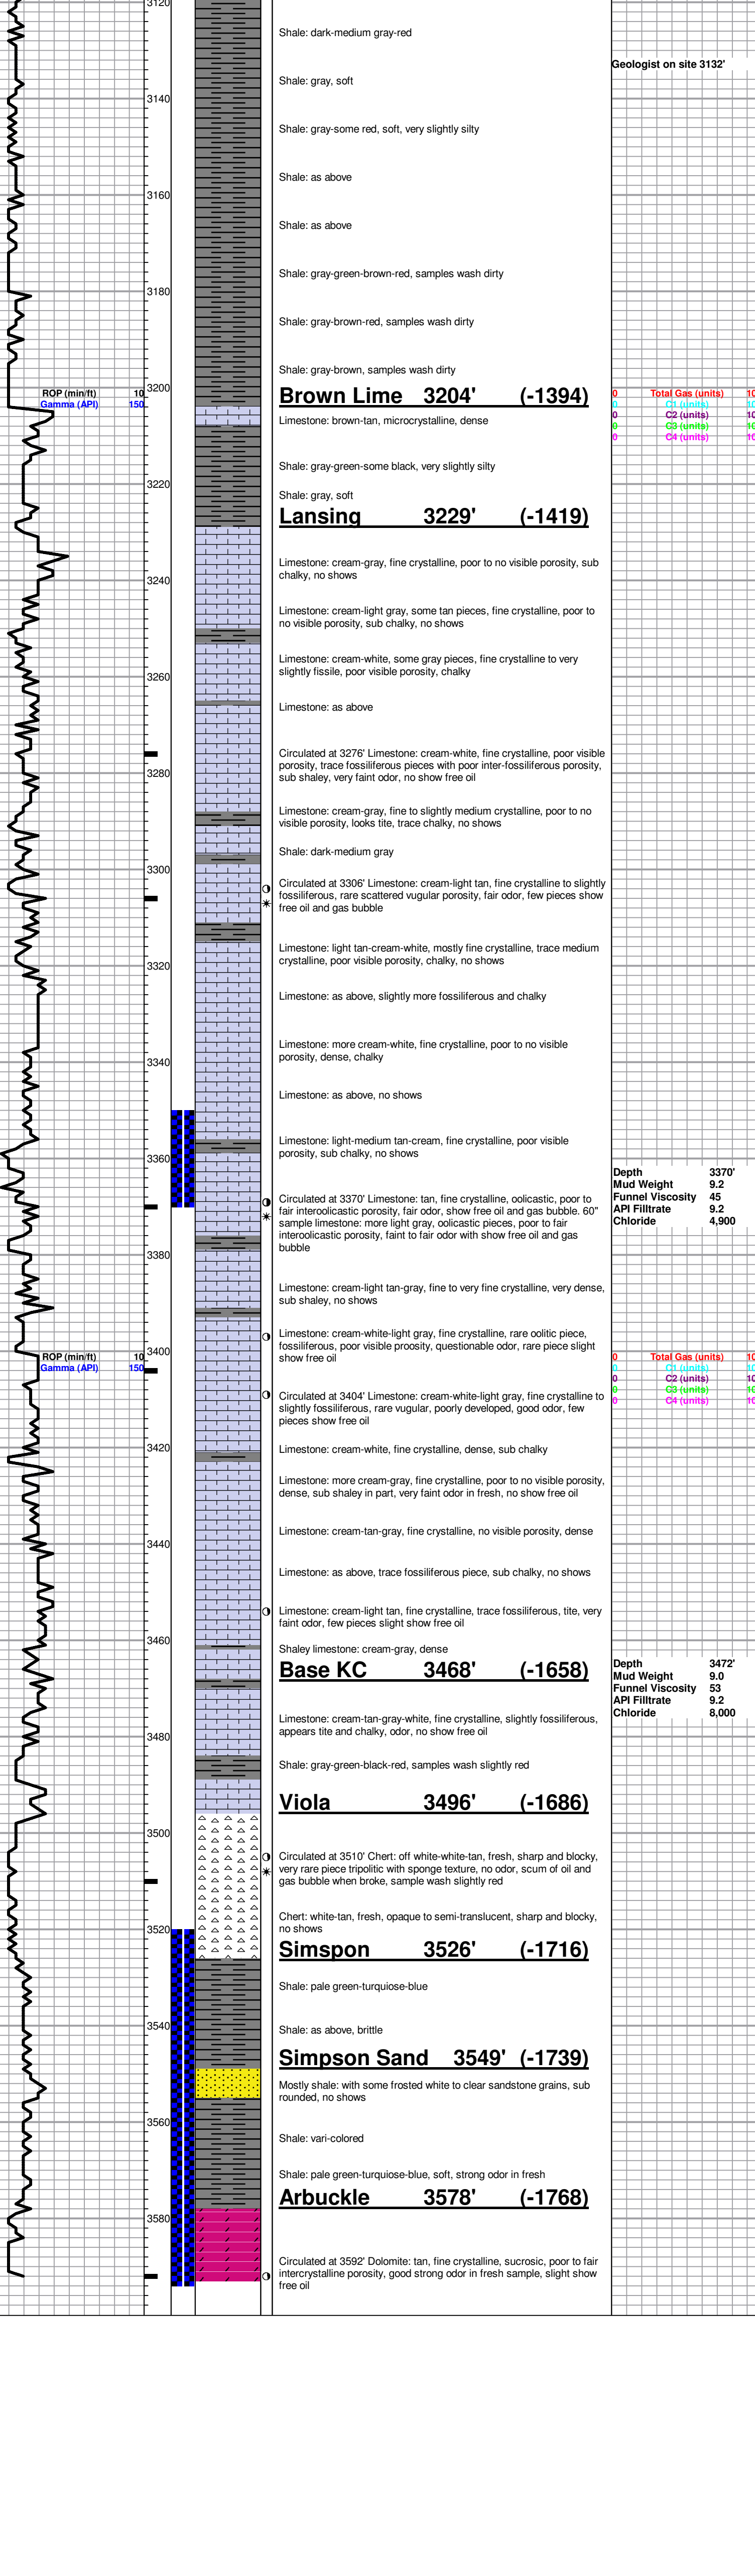 3120
Shale: dark-medium gray-red
Geologist on site 3132'
Shale: gray, soft
3140
Shale: gray-some red, soft, very slightly silty
Shale: as above
3160
Shale: as above
Shale: gray-green-brown-red, samples wash dirty
3180
Shale: gray-brown-red, samples wash dirty
Shale: gray-brown, samples wash dirty
3200
ROP (min/ft) 10
Gamma (API) 150
Brown Lime 3204' (-1394)
0 Total Gas (units) 10
0 C1 (units) 10
0 C2 (units) 10
0 C3 (units) 10
0 C4 (units) 10
Limestone: brown-tan, microcrystalline, dense
Shale: gray-green-some black, very slightly silty
3220
Shale: gray, soft
Lansing 3229' (-1419)
Limestone: cream-gray, fine crystalline, poor to no visible porosity, sub
chalky, no shows
3240
Limestone: cream-light gray, some tan pieces, fine crystalline, poor to
no visible porosity, sub chalky, no shows
Limestone: cream-white, some gray pieces, fine crystalline to very
slightly fissile, poor visible porosity, chalky
3260
Limestone: as above
Circulated at 3276' Limestone: cream-white, fine crystalline, poor visible
porosity, trace fossiliferous pieces with poor inter-fossiliferous porosity,
sub shaley, very faint odor, no show free oil
3280
Limestone: cream-gray, fine to slightly medium crystalline, poor to no
visible porosity, looks tite, trace chalky, no shows
Shale: dark-medium gray
3300
Circulated at 3306' Limestone: cream-light tan, fine crystalline to slightly
fossiliferous, rare scattered vugular porosity, fair odor, few pieces show
free oil and gas bubble
Limestone: light tan-cream-white, mostly fine crystalline, trace medium
crystalline, poor visible porosity, chalky, no shows
3320
Limestone: as above, slightly more fossiliferous and chalky
Limestone: more cream-white, fine crystalline, poor to no visible
porosity, dense, chalky
3340
Limestone: as above, no shows
Limestone: light-medium tan-cream, fine crystalline, poor visible
porosity, sub chalky, no shows
3360
Depth 3370'
Mud Weight 9.2
Funnel Viscosity 45
API Filltrate 9.2
Chloride 4,900
Circulated at 3370' Limestone: tan, fine crystalline, oolicastic, poor to
fair interoolicastic porosity, fair odor, show free oil and gas bubble. 60"
sample limestone: more light gray, oolicastic pieces, poor to fair
interoolicastic porosity, faint to fair odor with show free oil and gas
bubble
3380
Limestone: cream-light tan-gray, fine to very fine crystalline, very dense,
sub shaley, no shows
Limestone: cream-white-light gray, fine crystalline, rare oolitic piece,
fossiliferous, poor visible proosity, questionable odor, rare piece slight
show free oil
3400
ROP (min/ft) 10
Gamma (API) 150
0 Total Gas (units) 10
0 C1 (units) 10
0 C2 (units) 10
0 C3 (units) 10
0 C4 (units) 10
Circulated at 3404' Limestone: cream-white-light gray, fine crystalline to
slightly fossiliferous, rare vugular, poorly developed, good odor, few
pieces show free oil
3420
Limestone: cream-white, fine crystalline, dense, sub chalky
Limestone: more cream-gray, fine crystalline, poor to no visible porosity,
dense, sub shaley in part, very faint odor in fresh, no show free oil
Limestone: cream-tan-gray, fine crystalline, no visible porosity, dense
3440
Limestone: as above, trace fossiliferous piece, sub chalky, no shows
Limestone: cream-light tan, fine crystalline, trace fossiliferous, tite, very
faint odor, few pieces slight show free oil
3460
Shaley limestone: cream-gray, dense
Base KC 3468' (-1658)
Depth 3472'
Mud Weight 9.0
Funnel Viscosity 53
API Filltrate 9.2
Chloride 8,000
Limestone: cream-tan-gray-white, fine crystalline, slightly fossiliferous,
appears tite and chalky, odor, no show free oil
3480
Shale: gray-green-black-red, samples wash slightly red
Viola 3496' (-1686)
3500
Circulated at 3510' Chert: off white-white-tan, fresh, sharp and blocky,
very rare piece tripolitic with sponge texture, no odor, scum of oil and
gas bubble when broke, sample wash slightly red
Chert: white-tan, fresh, opaque to semi-translucent, sharp and blocky,
no shows
3520
Simspon 3526' (-1716)
Shale: pale green-turquiose-blue
3540
Shale: as above, brittle
Simpson Sand 3549' (-1739)
Mostly shale: with some frosted white to clear sandstone grains, sub
rounded, no shows
3560
Shale: vari-colored
Shale: pale green-turquiose-blue, soft, strong odor in fresh
Arbuckle 3578' (-1768)
3580
Circulated at 3592' Dolomite: tan, fine crystalline, sucrosic, poor to fair
intercrystalline porosity, good strong odor in fresh sample, slight show
free oil